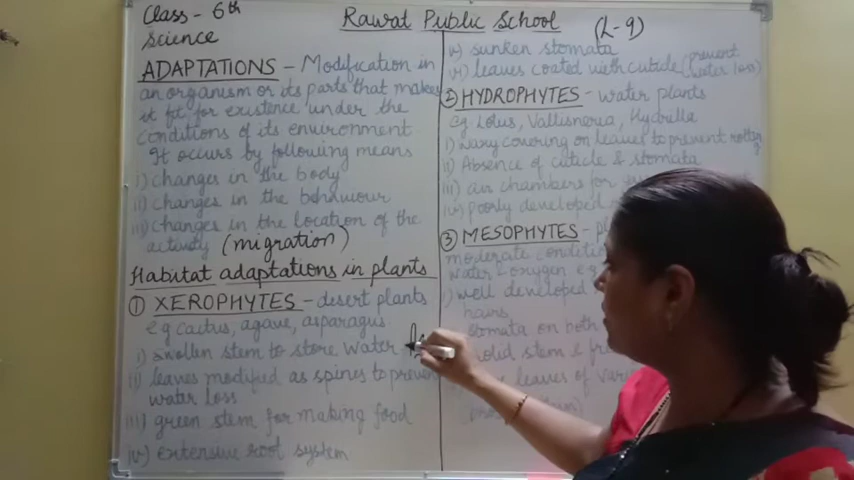 Class - 6th
Science
Rawat Public School
(L-9)
ADAPTATIONS - Modification in
an organism or its parts that makes
it fit for existence under the
conditions of its environment
It occurs by following means
i) changes in the body
ii) changes in the behaviour
iii) changes in the location of the
activity (migration)
Habitat adaptations in plants
① XEROPHYTES - desert plants
e.g cactus, agave, asparagus
i) swollen stem to store water
ii) leaves modified as spines to prevent
water loss
iii) green stem for making food
iv) extensive root system
v) sunken stomata
vi) leaves coated with cuticle (prevent
water loss)
② HYDROPHYTES - water plants
e.g. Lotus, Vallisneria, Hydrilla
i) waxy covering on leaves to prevent rotting
ii) Absence of cuticle & stomata
iii) air chambers for
iv) Poorly developed
③ MESOPHYTES -
moderate
water - oxygen e.g
i) well developed
hairs
stomata on both
solid stem &
leaves of